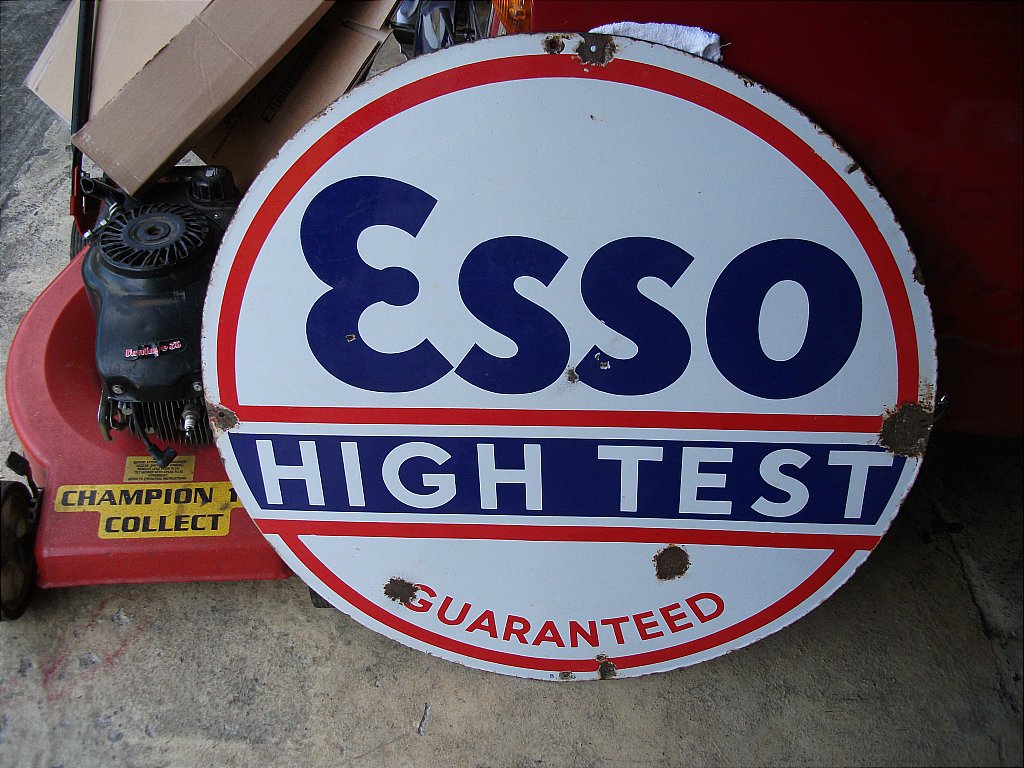 Esso
HIGH TEST
GUARANTEED
CHAMPION
COLLECT